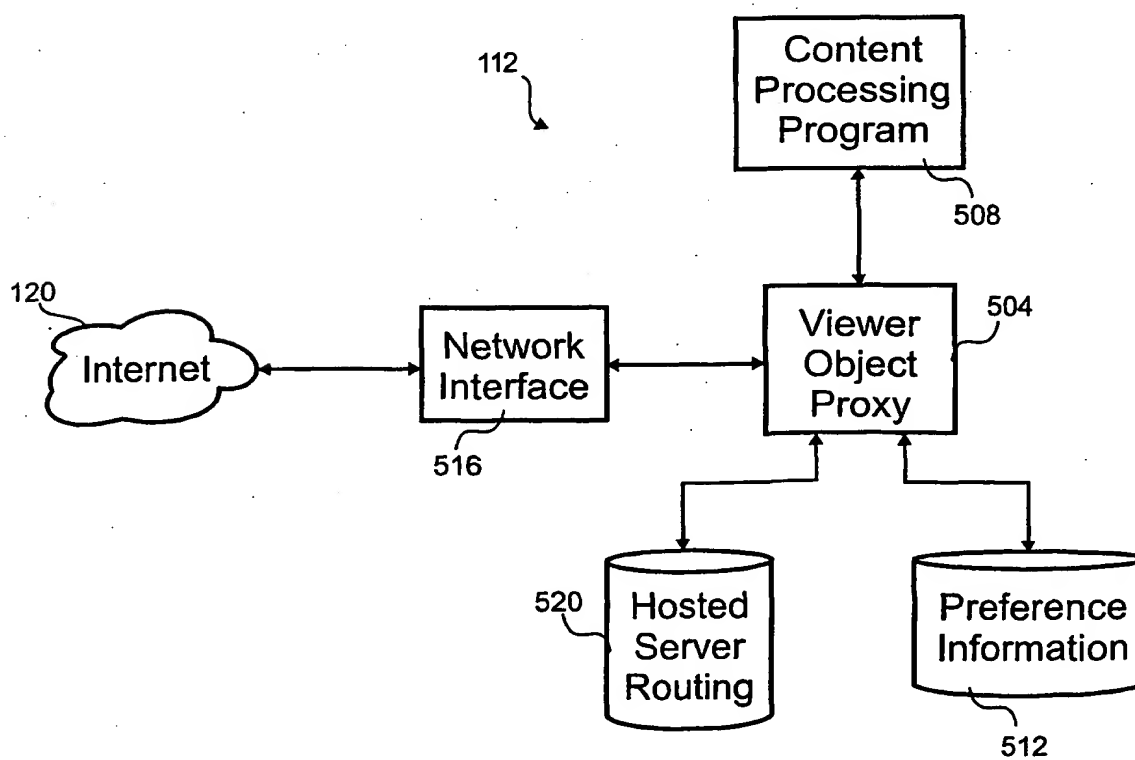 112
Content
Processing
Program
508
120
Internet
Network
Interface
516
504
Viewer
Object
Proxy
520
Hosted
Server
Routing
Preference
Information
512